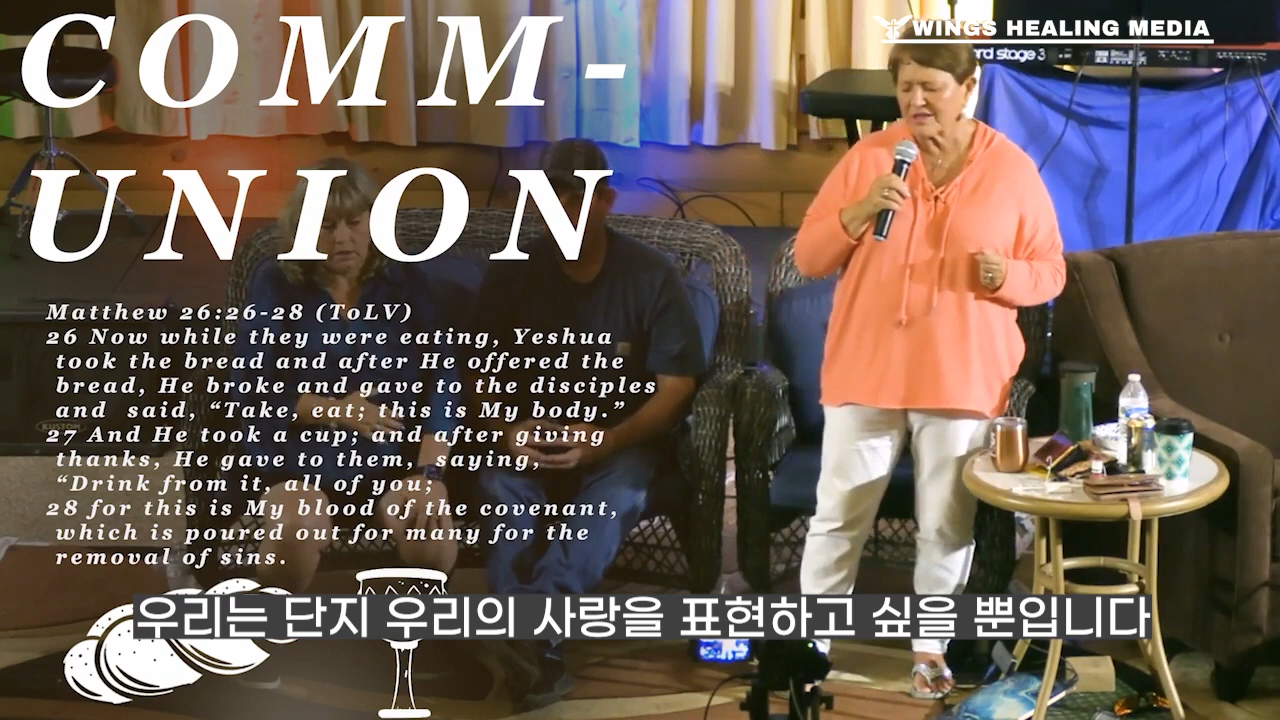 COMM-
UNION
WINGS HEALING MEDIA
rd stage 3
Matthew 26:26-28 (ToLV)
26 Now while they were eating, Yeshua
took the bread and after He offered the
bread, He broke and gave to the disciples
and said, “Take, eat; this is My body.”
27 And He took a cup; and after giving
thanks, He gave to them, saying,
“Drink from it, all of you;
28 for this is My blood of the covenant,
which is poured out for many for the
removal of sins.
KUSTOM
우리는 단지 우리의 사랑을 표현하고 싶을 뿐입니다